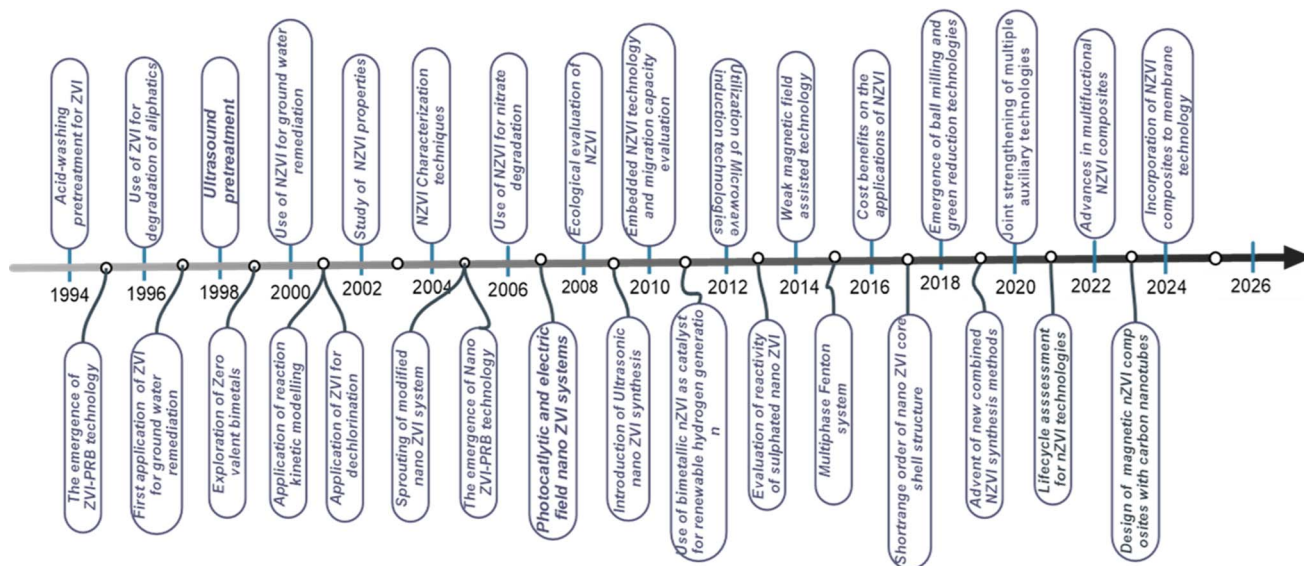 Acid-washing
pretreatment for ZVI
Use of ZVI for
degradation of aliphatics
Ultrasound
pretreatment
Use of NZVI for ground water
remediation
Study of NZVI properties
NZVI Characterization
techniques
Use of NZVI for nitrate
degradation
Ecological evaluation of
NZVI
Embedded NZVI technology
and migration capacity
evaluation
Utilization of Microwave
induction technologies
Weak magnetic field
assisted technology
Cost benefits on the
applications of NZVI
Emergence of ball milling and
green reduction technologies
Joint strengthening of multiple
auxiliary technologies
Advances in multifuctional
NZVI composites
Incorporation of NZVI
composites to membrane
technology
1994
1996
1998
2000
2002
2004
2006
2008
2010
2012
2014
2016
2018
2020
2022
2024
2026
The emergence of
ZVI-PRB technology
First application of ZVI
for ground water
remediation
Exploration of Zero
valent bimetals
Application of reaction
kinetic modelling
Application of ZVI for
dechlorination
Sprouting of modified
nano ZVI system
The emergence of Nano
ZVI-PRB technology
Photocatlytic and electric
field nano ZVI systems
Introduction of Ultrasonic
nano ZVI synthesis
Use of bimetallic nZVI as catalyst
for renewable hydrogen generatio
n
Evaluation of reactivity
of sulphated nano ZVI
Multiphase Fenton
system
Shortrange order of nano ZVI core
shell structure
Advent of new combined
NZVI synthesis methods
Lifecycle assessment
for nZVI technologies
Design of magnetic nZVI comp
osites with carbon nanotubes